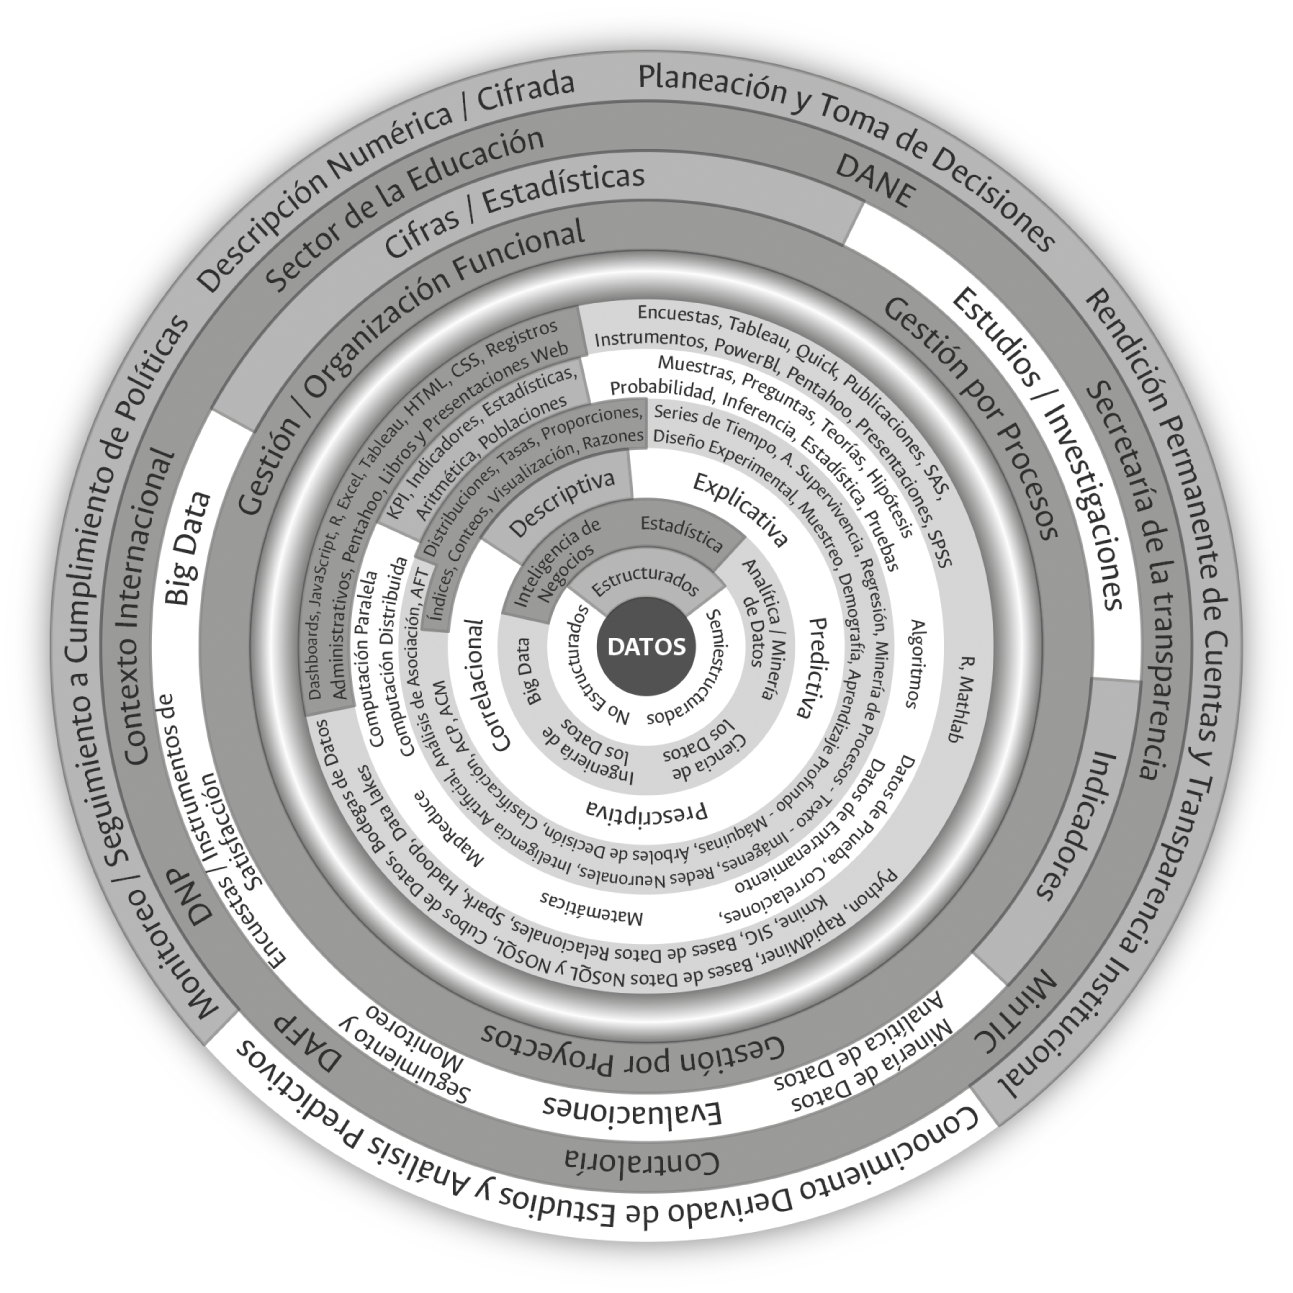 Descripción Numérica / Cifrada
Planeación y Toma de Decisiones
Rendición Permanente de Cuentas y Transparencia Institucional
Conocimiento Derivado de Estudios y Análisis Predictivos
Monitoreo / Seguimiento a Cumplimiento de Políticas
Sector de la Educación
DANE
Secretaría de la transparencia
MinTIC
Contraloría
DAFP
DNP
Contexto Internacional
Cifras / Estadísticas
Estudios / Investigaciones
Indicadores
Minería de Datos
Analítica de Datos
Evaluaciones
Seguimiento y
Monitoreo
Encuestas / Instrumentos de
Satisfacción
Big Data
Gestión / Organización Funcional
Gestión por Procesos
Gestión por Proyectos
Dashboards, JavaScript, R, Excel, Tableau, HTML, CSS, Registros
Administrativos, Pentahoo, Libros y Presentaciones Web
Encuestas, Tableau, Quick, Publicaciones, SAS,
Instrumentos, PowerBI, Pentahoo, Presentaciones, SPSS
R, Mathlab
Python, RapidMiner, Bases de Datos NoSQL y NOSQL, Cubos de Datos, Bodegas de Datos
Kmine, SIG, Bases de Datos Relacionales, Spark, Hadoop, Data lakes
KPI, Indicadores, Estadísticas,
Aritmética, Poblaciones
Muestras, Preguntas, Teorías, Hipótesis
Probabilidad, Inferencia, Estadística, Pruebas
Algoritmos
Datos de Prueba, Correlaciones,
Datos de Entrenamiento
Matemáticas
MapReduce
Computación Paralela
Computación Distribuida
Distribuciones, Tasas, Proporciones,
Índices, Conteos, Visualización, Razones
Series de Tiempo, A. Supervivencia, Regresión, Minería de Procesos - Texto - Imágenes, Redes Neuronales, Inteligencia Artificial, Análisis de Asociación, AFT
Diseño Experimental, Muestreo, Demografía, Aprendizaje Profundo - Máquinas, Árboles de Decisión, Clasificación, ACP, ACM
Descriptiva
Explicativa
Predictiva
Prescriptiva
Correlacional
Inteligencia de
Negocios
Estadística
Analítica / Minería
de Datos
Ciencia de
los Datos
Ingeniería de
los Datos
Big Data
Estructurados
Semiestructurados
No Estructurados
DATOS